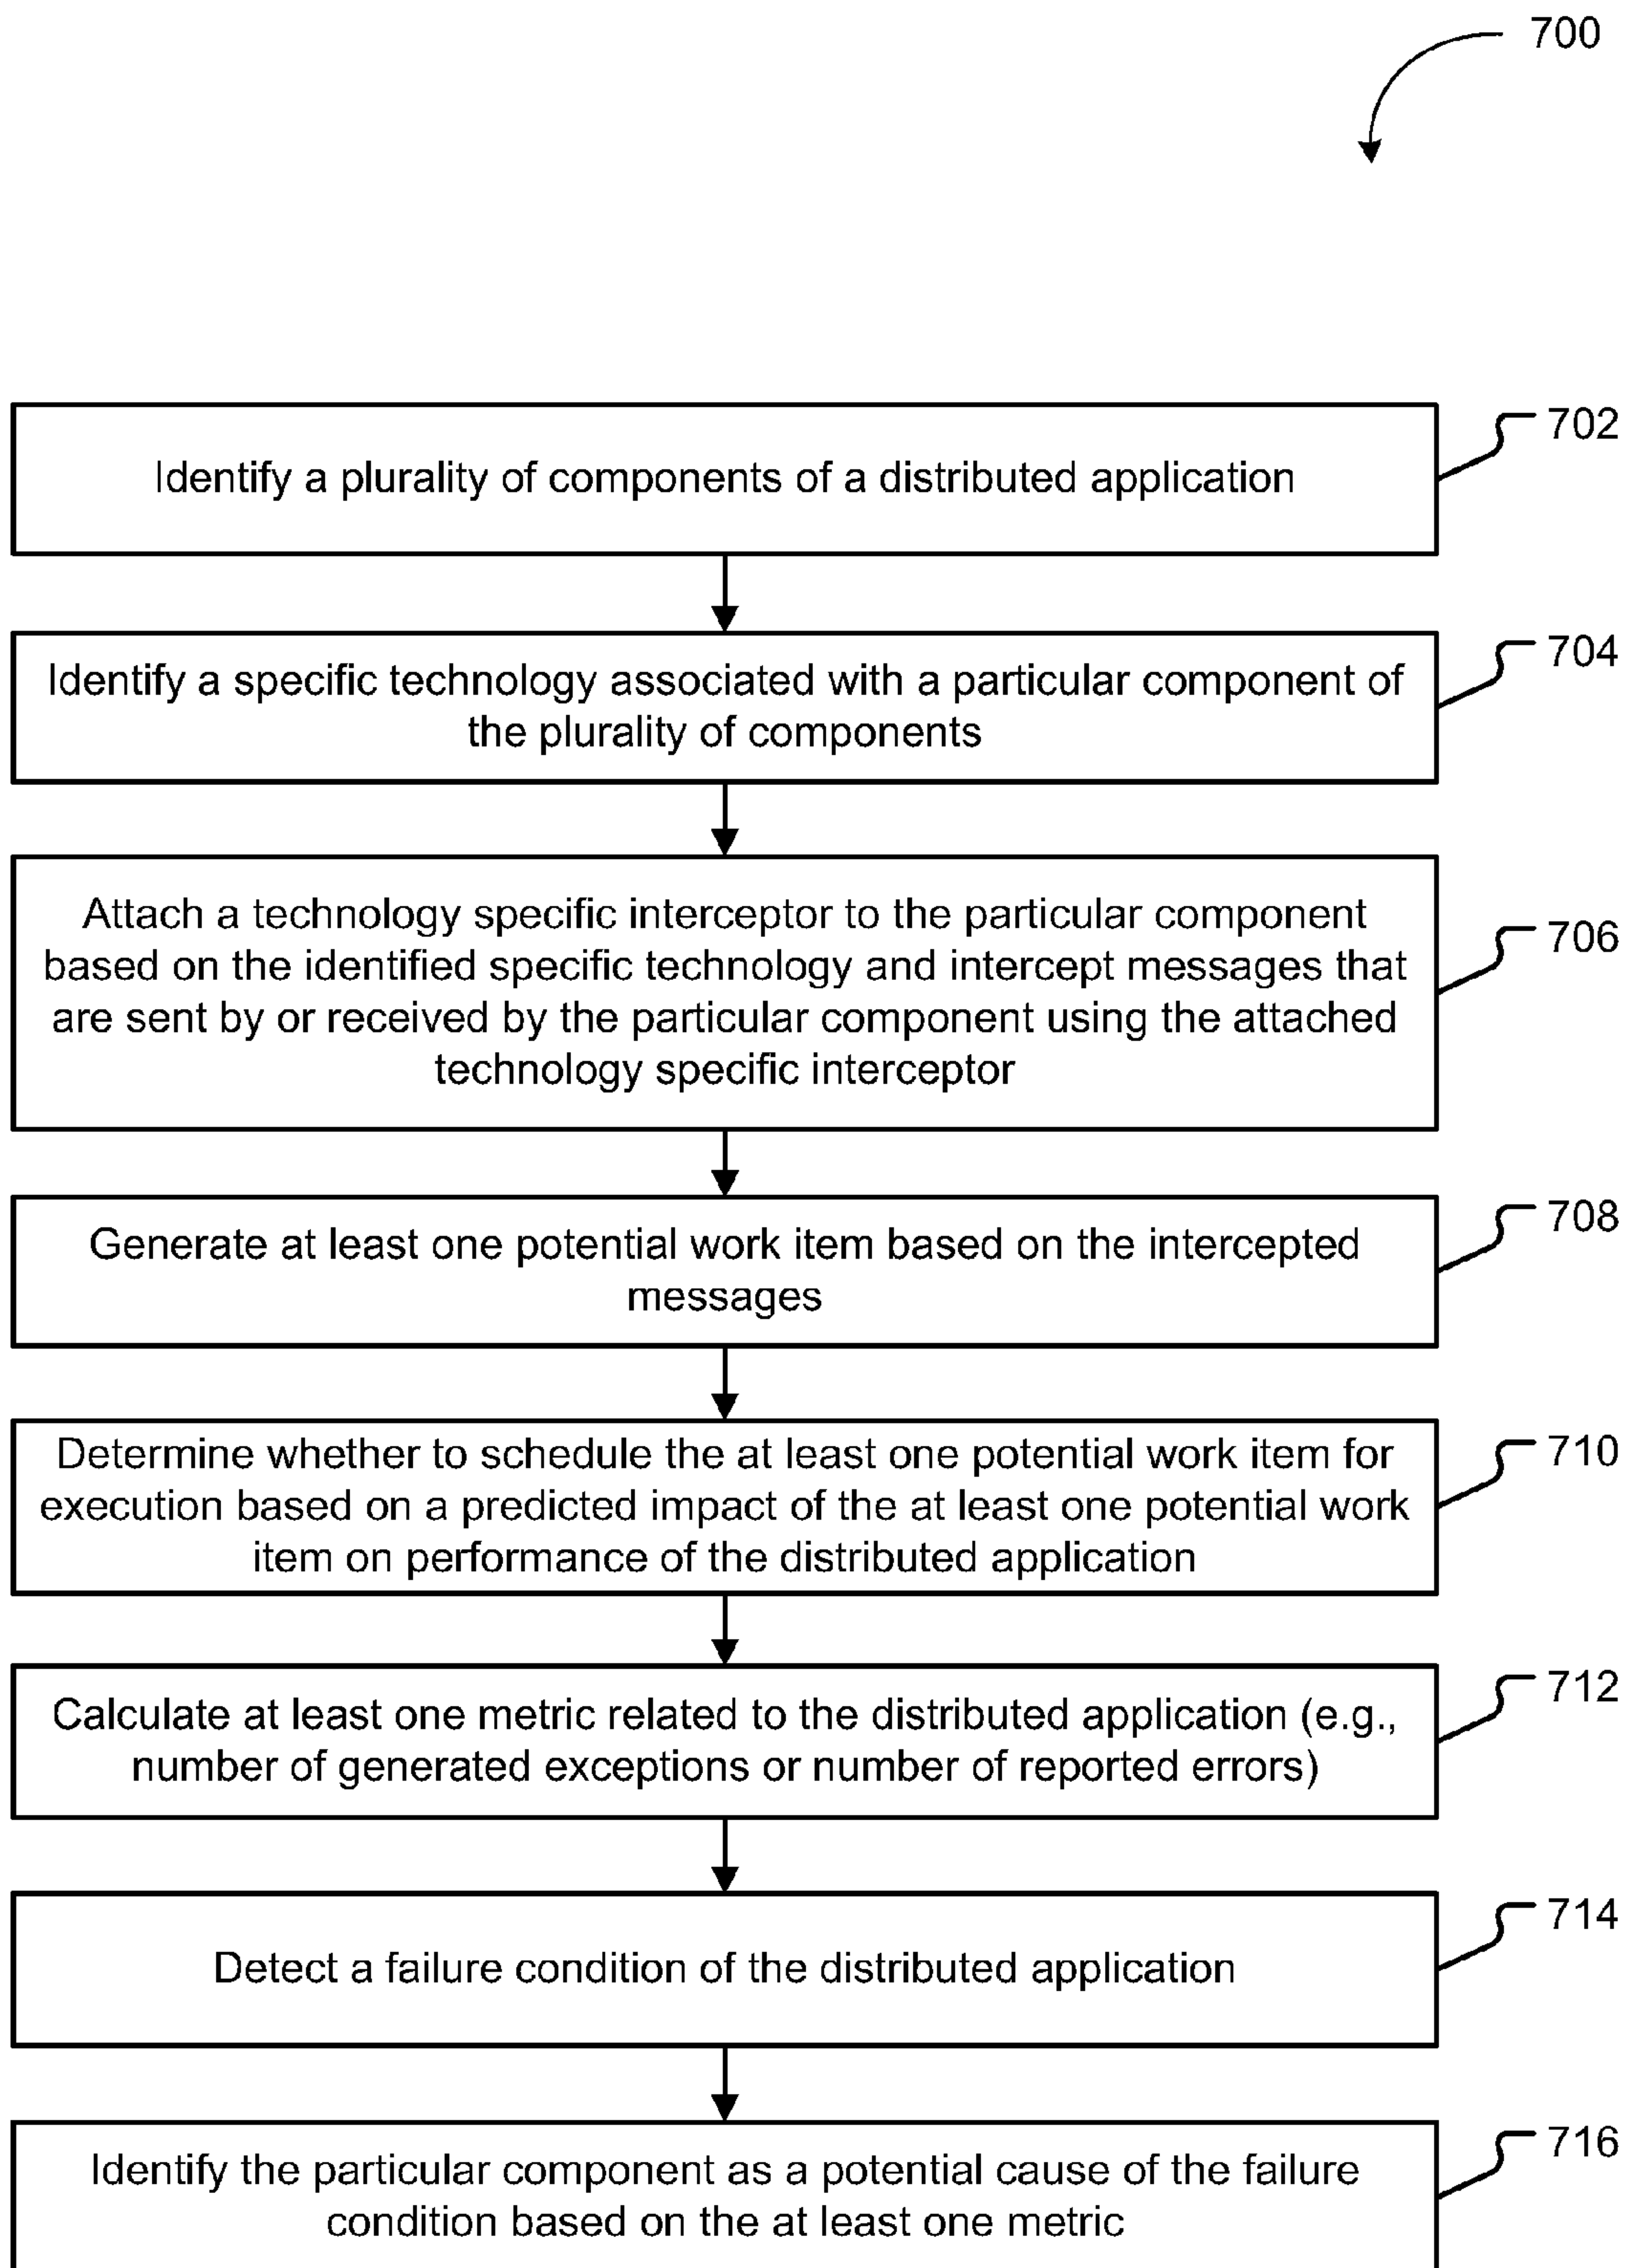 700
Identify a plurality of components of a distributed application
702
Identify a specific technology associated with a particular component of
the plurality of components
704
Attach a technology specific interceptor to the particular component
based on the identified specific technology and intercept messages that
are sent by or received by the particular component using the attached
technology specific interceptor
706
Generate at least one potential work item based on the intercepted
messages
708
Determine whether to schedule the at least one potential work item for
execution based on a predicted impact of the at least one potential work
item on performance of the distributed application
710
Calculate at least one metric related to the distributed application (e.g.,
number of generated exceptions or number of reported errors)
712
Detect a failure condition of the distributed application
714
Identify the particular component as a potential cause of the failure
condition based on the at least one metric
716